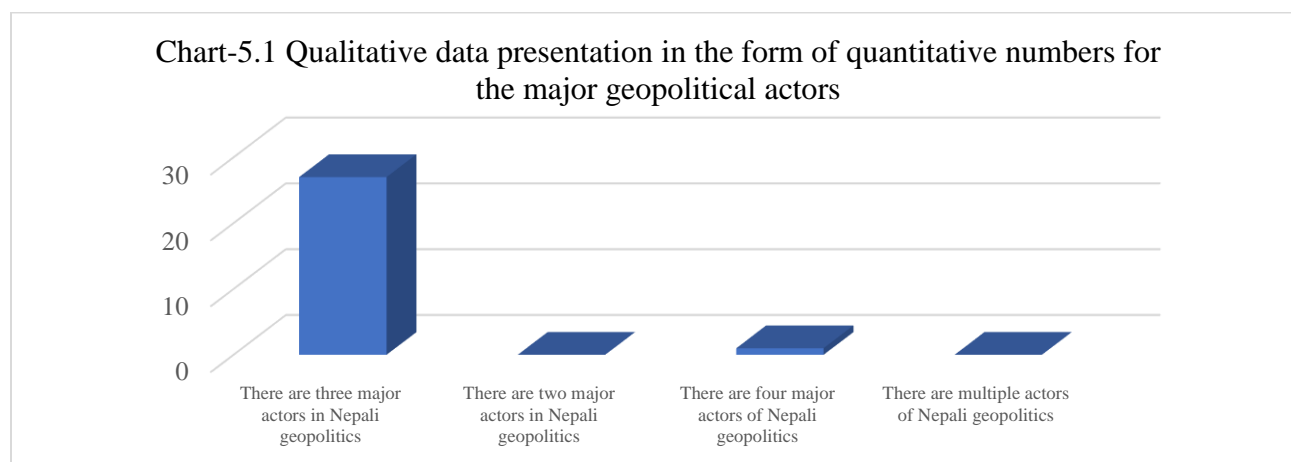 Chart-5.1 Qualitative data presentation in the form of quantitative numbers for
the major geopolitical actors
30
20
10
0
There are three major
actors in Nepali
geopolitics
There are two major
actors in Nepali
geopolitics
There are four major
actors of Nepali
geopolitics
There are multiple actors
of Nepali geopolitics